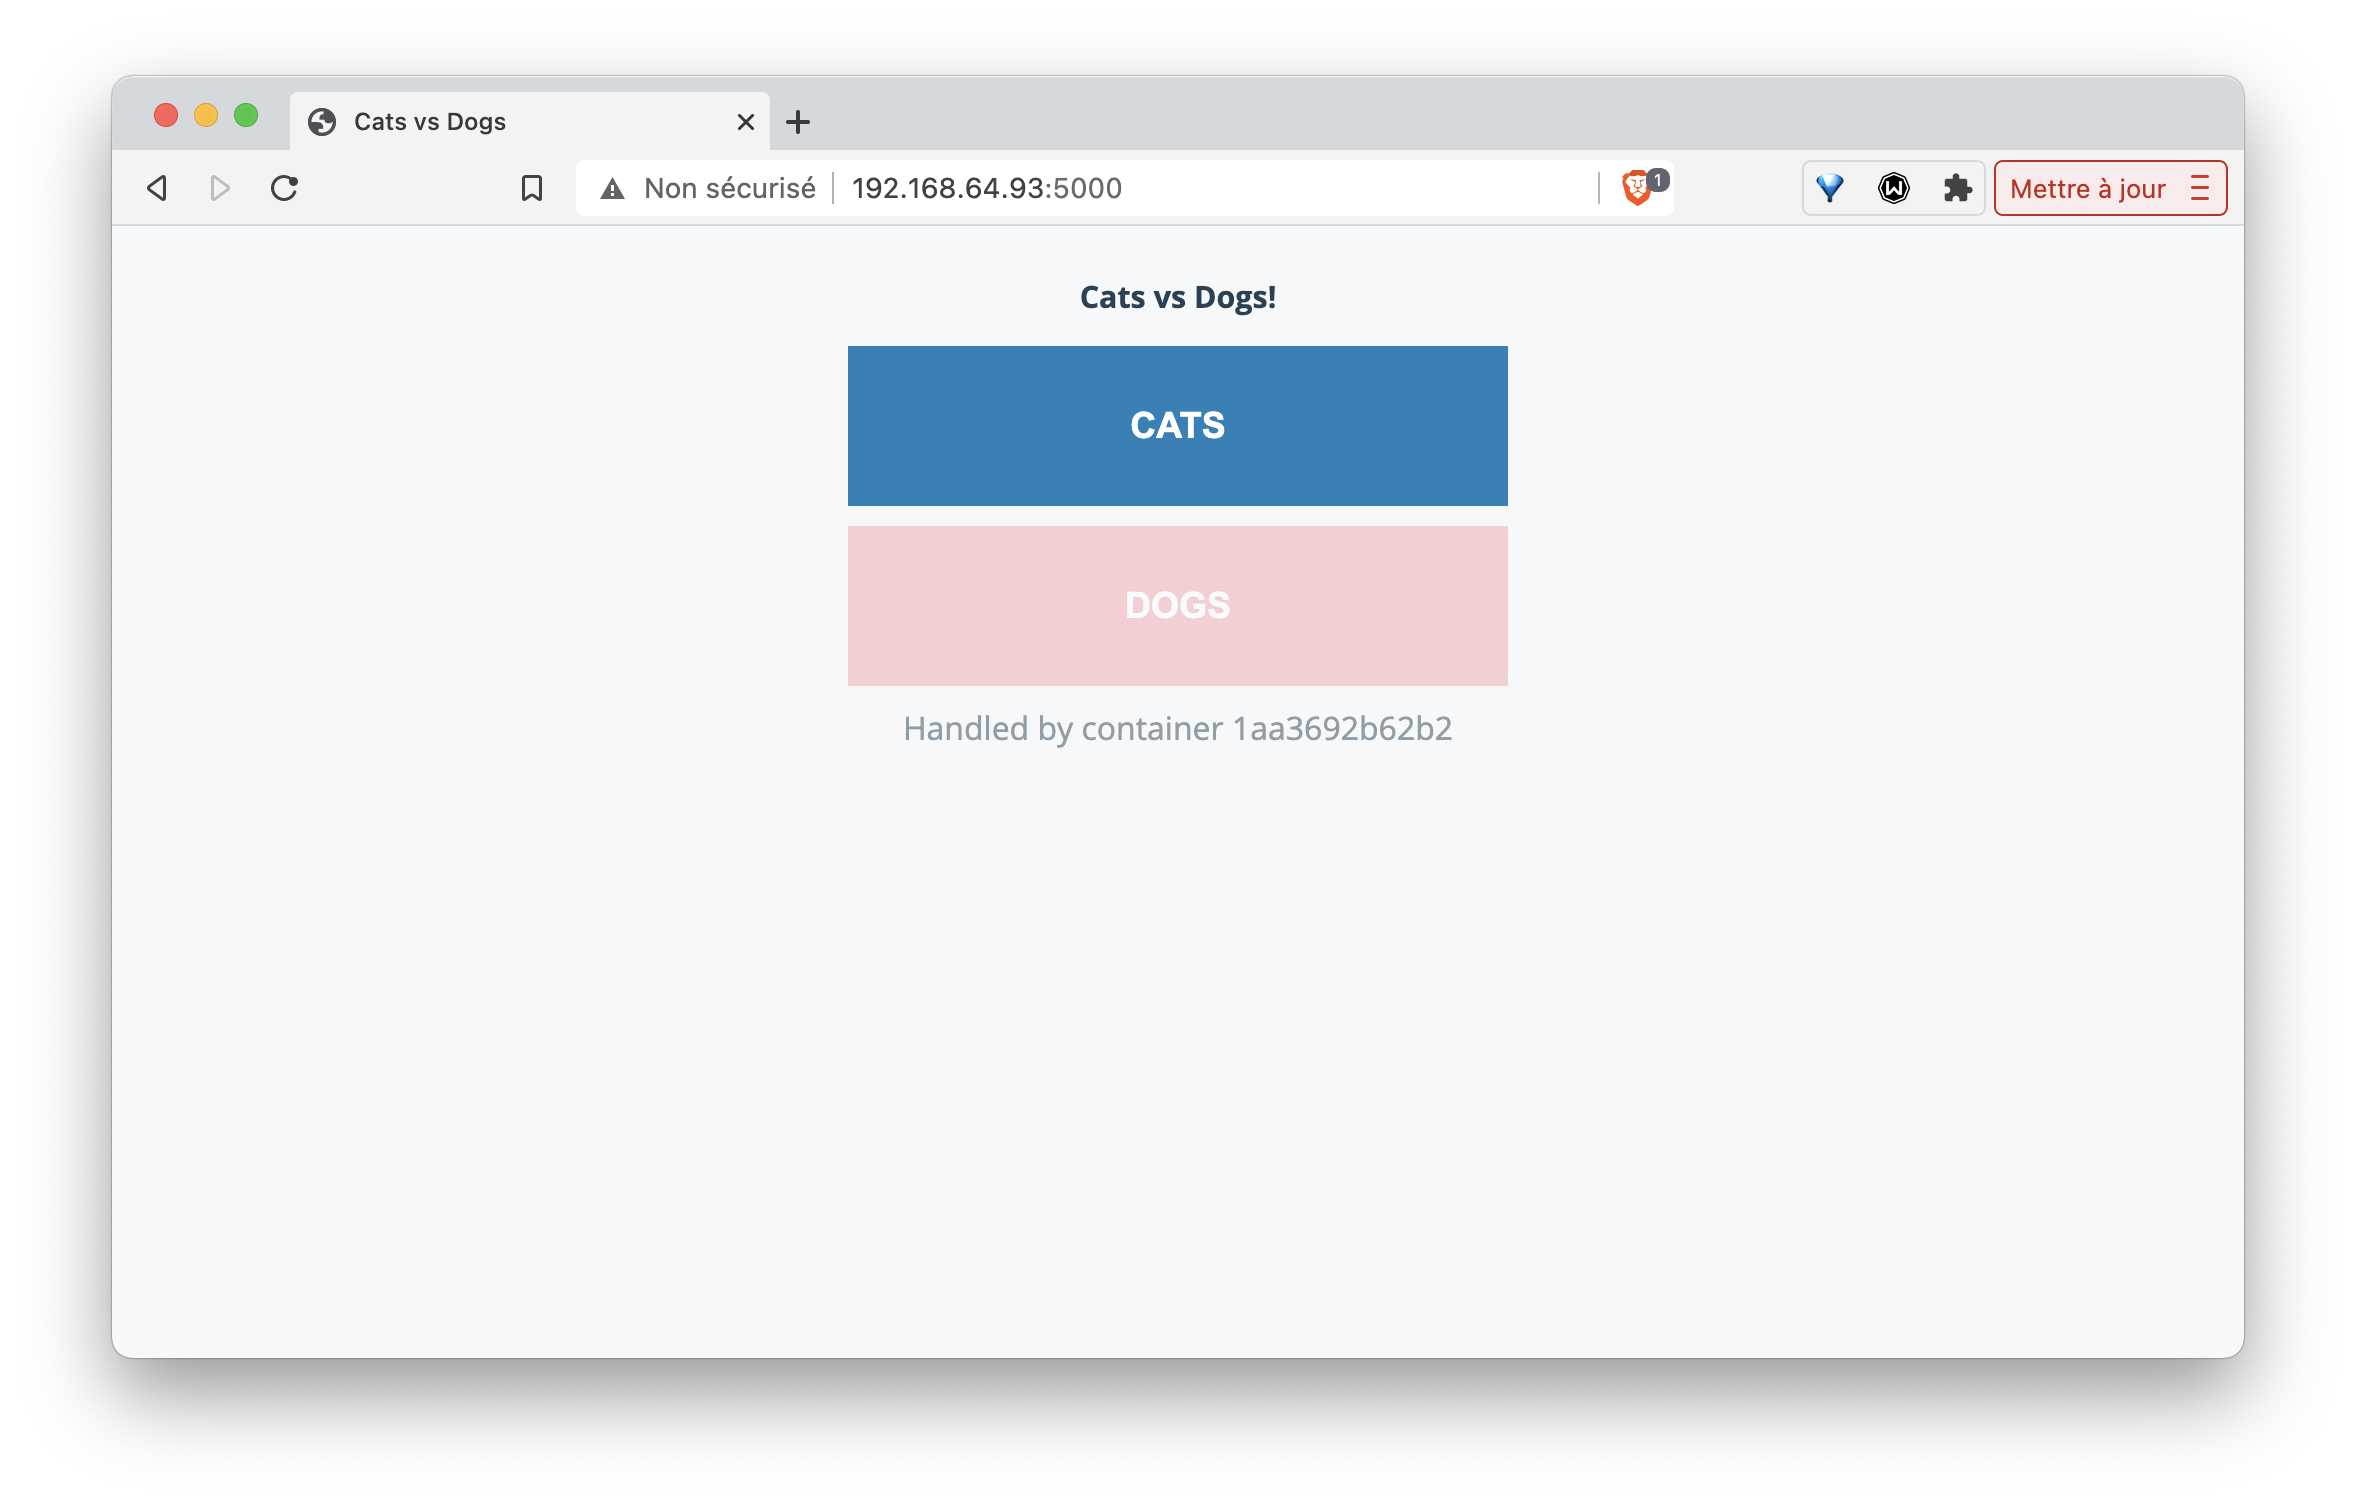 Cats vs Dogs
Non sécurisé 192.168.64.93:5000
1
Mettre à jour
Cats vs Dogs!
CATS
DOGS
Handled by container 1aa3692b62b2